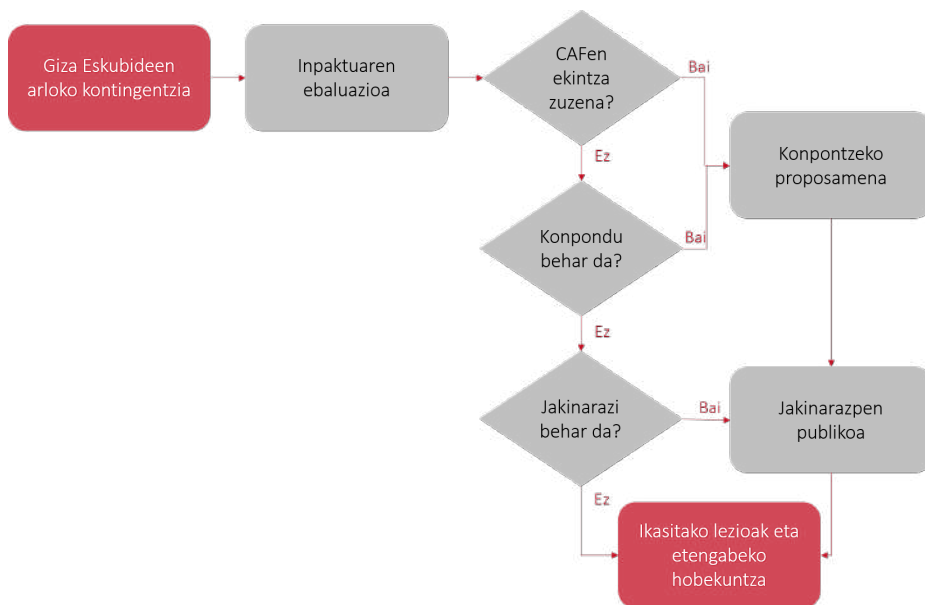 Giza Eskubideen
arloko kontingentzia
Inpaktuaren
ebaluazioa
CAFen
ekintza
zuzena?
Bai
Ez
Konpontzeko
proposamena
Konpondu
behar da?
Bai
Ez
Jakinarazi
behar da?
Bai
Jakinarazpen
publikoa
Ez
Ikasitako lezioak eta
etengabeko
hobekuntza